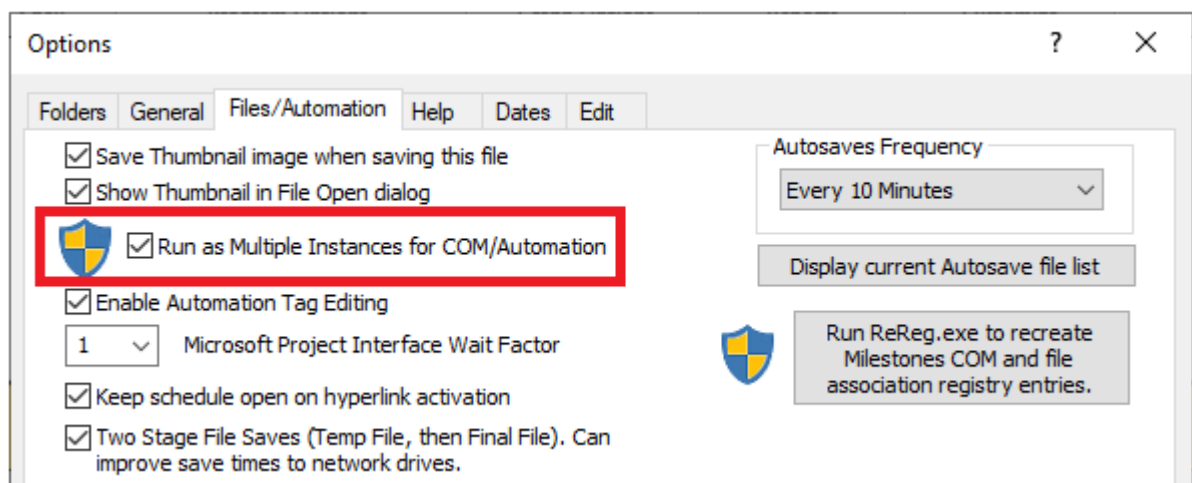 Options
?
Folders General Files/Automation Help Dates Edit
Save Thumbnail image when saving this file
Show Thumbnail in File Open dialog
Run as Multiple Instances for COM/Automation
Enable Automation Tag Editing
1 Microsoft Project Interface Wait Factor
Keep schedule open on hyperlink activation
Two Stage File Saves (Temp File, then Final File). Can
improve save times to network drives.
Autosaves Frequency
Every 10 Minutes
Display current Autosave file list
Run ReReg.exe to recreate
Milestones COM and file
association registry entries.